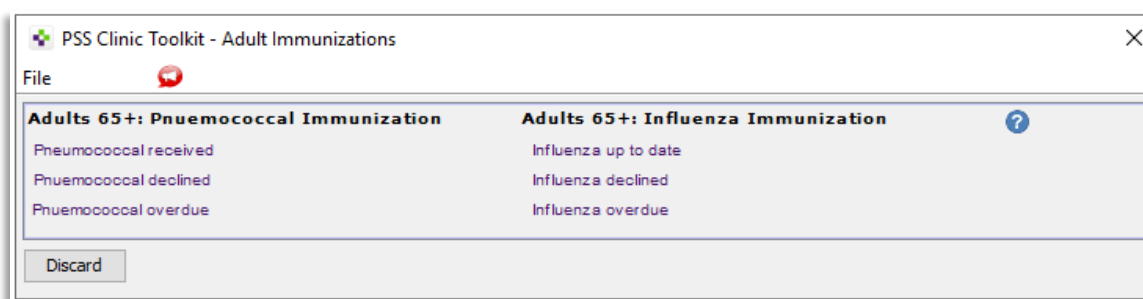 PSS Clinic Toolkit - Adult Immunizations
File
Adults 65+: Pnuemococcal Immunization
Adults 65+: Influenza Immunization
?
Pneumococcal received
Influenza up to date
Pnuemococcal declined
Influenza declined
Pnuemococcal overdue
Influenza overdue
Discard